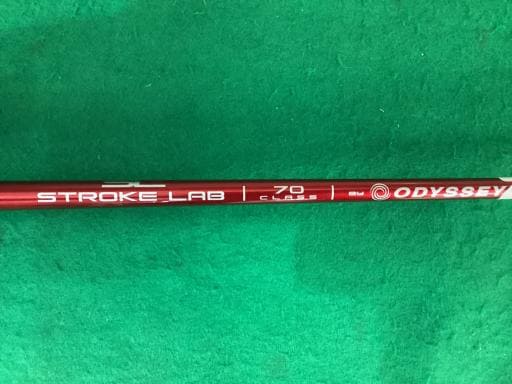 STROKE LAB | 70 CLASS | BY ODYSSEY